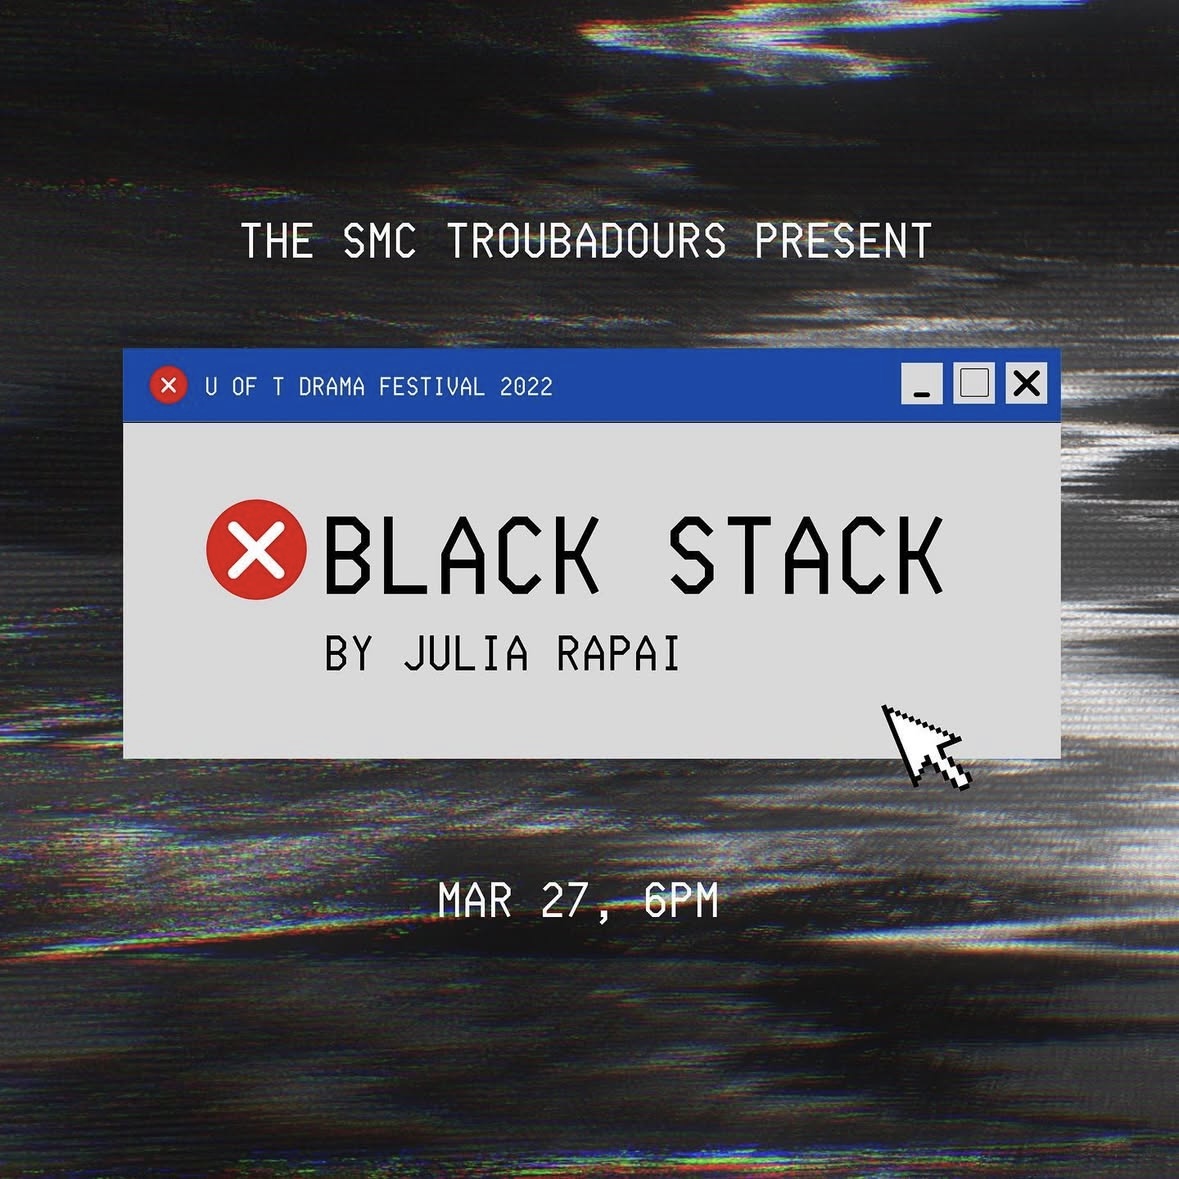 THE SMC TROUBADOURS PRESENT
U OF T DRAMA FESTIVAL 2022
BLACK STACK
BY JULIA RAPAI
MAR 27, 6PM